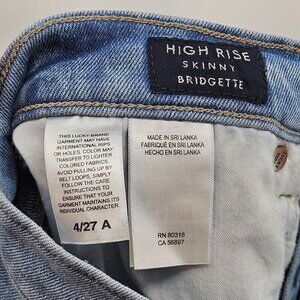 HIGH RISE
SKINNY
BRIDGETTE
THIS LUCKY BRAND
GARMENT MAY HAVE
INTERNATIONAL RIPS
OR HOLES. COLOR MAY
TRANSFER TO LIGHTER
COLORED FABRICS.
AVOID PULLING UP BY
BELT LOOPS, SIMPLY
FOLLOW THE CARE
INSTRUCTIONS TO
ENSURE THAT YOUR
GARMENT MAINTAINS ITS
INDIVIDUAL CHARACTER.
4/27 A
MADE IN SRI LANKA
FABRIQUÉ EN SRI LANKA
HECHO EN SRI LANKA
RN 80318
CA 56897